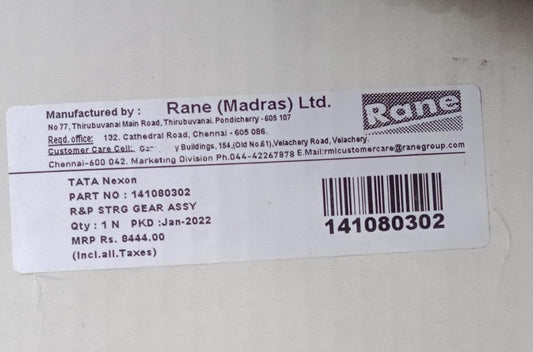 Manufactured by : Rane (Madras) Ltd.
Rane
No 77, Thirubuvanai Main Road, Thirubuvanai, Pondicherry - 605 107
Regd. office: 132, Cathedral Road, Chennai - 605 086.
Customer Care Cell: y Buildings, 154,(Old No.61),Velachery Road, Velachery,
Chennai-600 042, Marketing Division Ph.044-42267878 E.Mail:rmlcustomercare@ranegroup.com
TATA Nexon
PART NO : 141080302
R&P STRG GEAR ASSY
Qty : 1 N PKD :Jan-2022
MRP Rs. 8444.00
(Incl.all.Taxes)
141080302